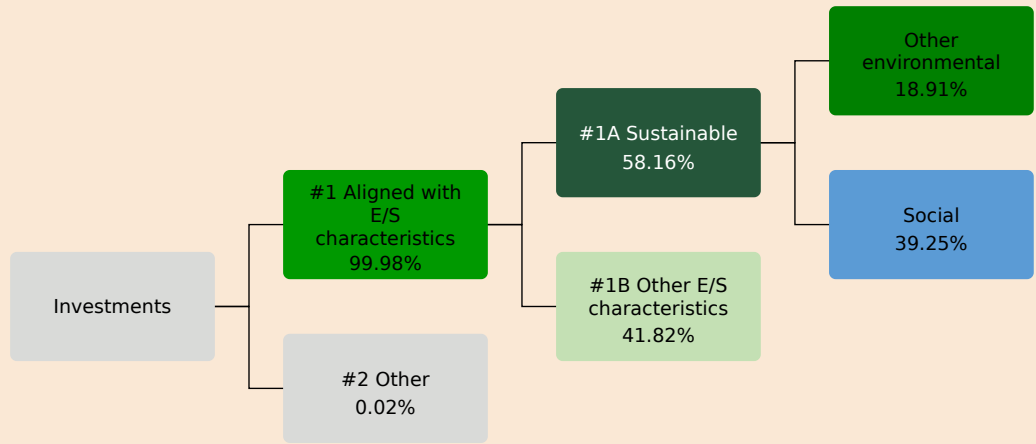 Investments
#1 Aligned with
E/S
characteristics
99.98%
#2 Other
0.02%
#1A Sustainable
58.16%
#1B Other E/S
characteristics
41.82%
Other
environmental
18.91%
Social
39.25%